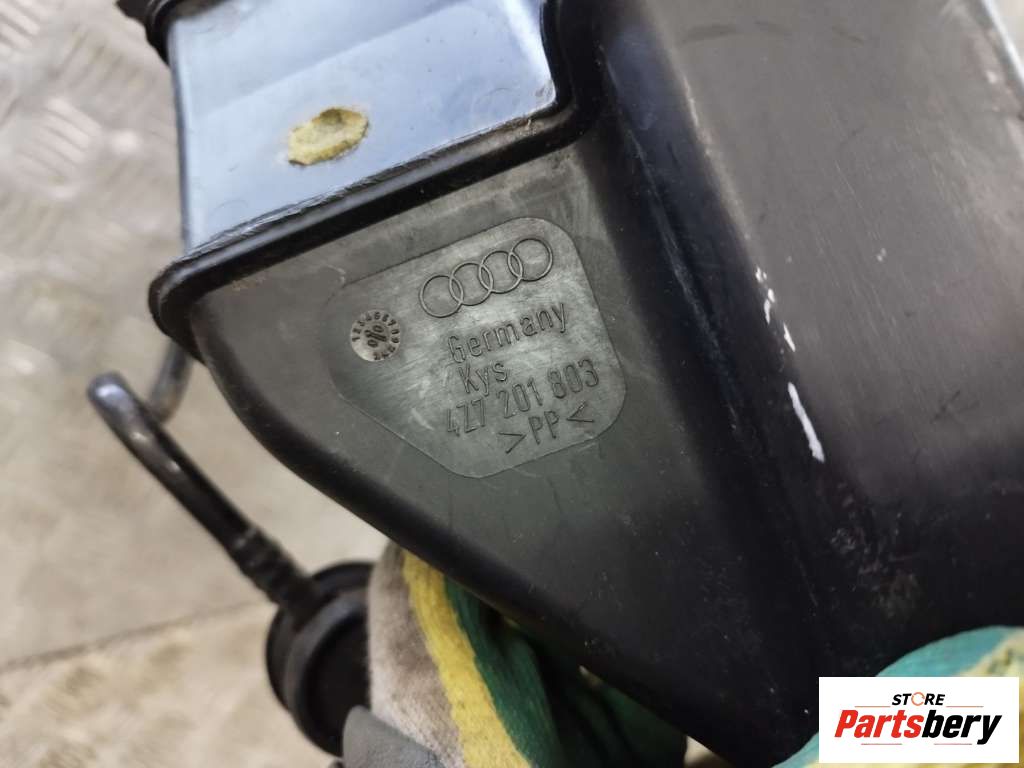 Germany
Kys
4Z7 201 803
>PP<
STORE
Partsbery